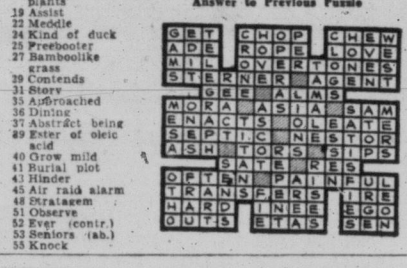 plants
19 Assist
22 Meddle
24 Kind of duck
25 Freebooter
27 Bamboolike
grass
29 Contends
31 Story
35 Approached
36 Dining
37 Abstract being
39 Ester of oleic
acid
40 Grow mild
41 Burial plot
43 Hinder
45 Air raid alarm
48 Stratagem
51 Observe
52 Ever (contr.)
53 Seniors (ab.)
55 Knock
Answer to Previous Puzzle
GET CHOP CHEW
ADE ROPE LOVE
MIL OVERTONES
STERNER AGENT
GEE ALMS
MORA ASIA SAM
ENACTS OLEATE
SEPTIC NESTOR
ASH TORS SIPS
SATE RES
OFTEN PAINFUL
TRANSFERS IRE
HARD INEE EGO
OUTS ETAS SEN